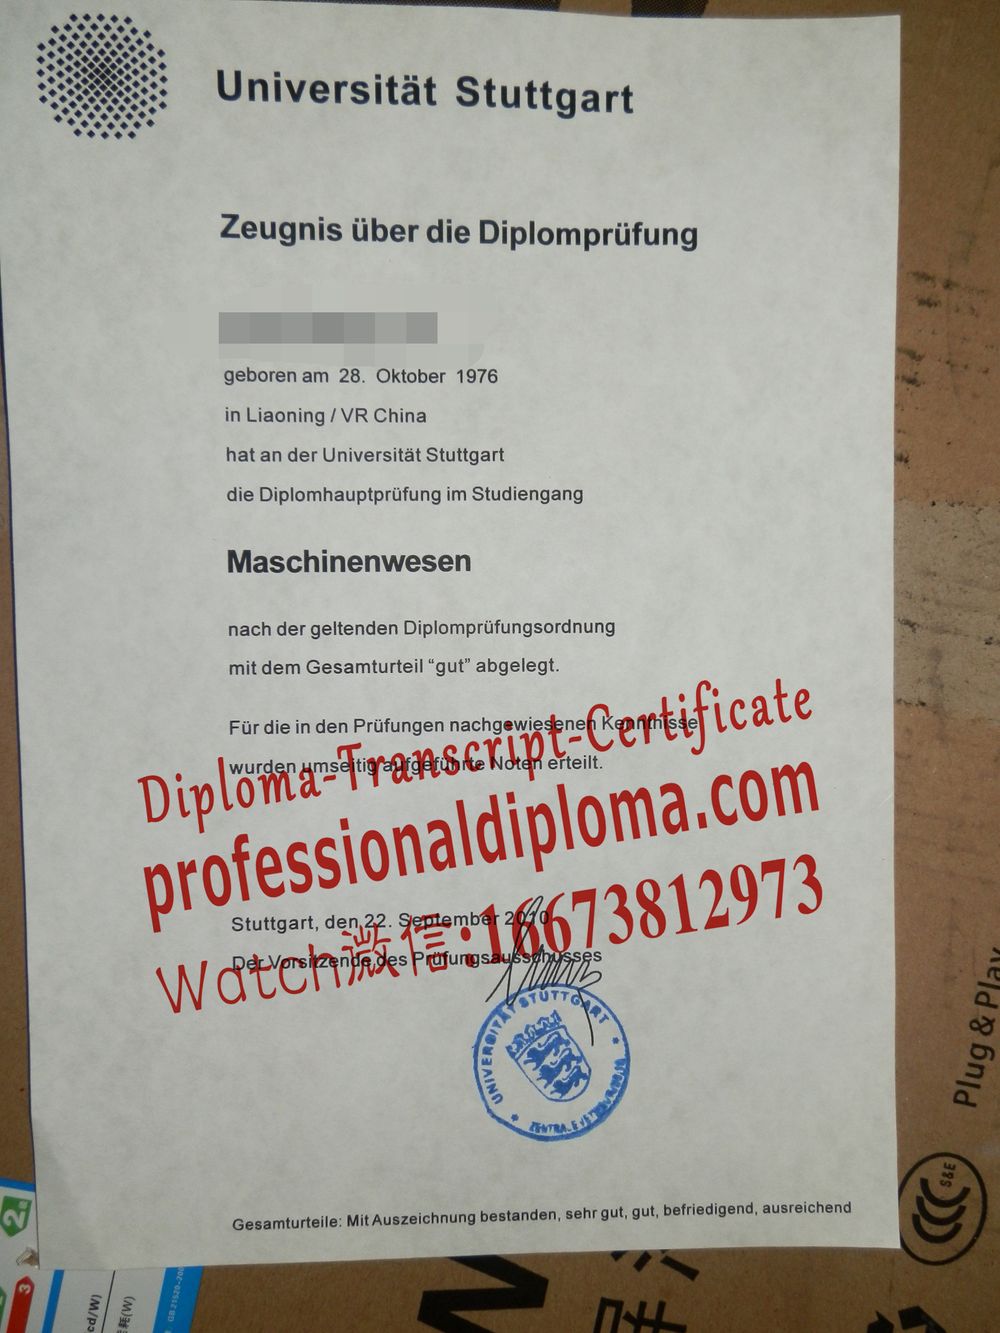 Universität Stuttgart
Zeugnis über die Diplomprüfung
geboren am 28. Oktober 1976
in Liaoning / VR China
hat an der Universität Stuttgart
die Diplomhauptprüfung im Studiengang
Maschinenwesen
nach der geltenden Diplomprüfungsordnung
mit dem Gesamturteil “gut” abgelegt.
Für die in den Prüfungen nachgewiesenen Kenntnisse
wurden umseitig aufgeführte Noten erteilt.
Diploma-Transcript-Certificate
professionaldiploma.com
Stuttgart, den 22. September 2010
Watch微信:16673812973
Der Vorsitzende des Prüfungsausschusses
UNIVERSITÄT STUTTGART
ZENTRALE
Gesamturteile: Mit Auszeichnung bestanden, sehr gut, gut, befriedigend, ausreichend
Plug & Play
S&E
CCC
2
3